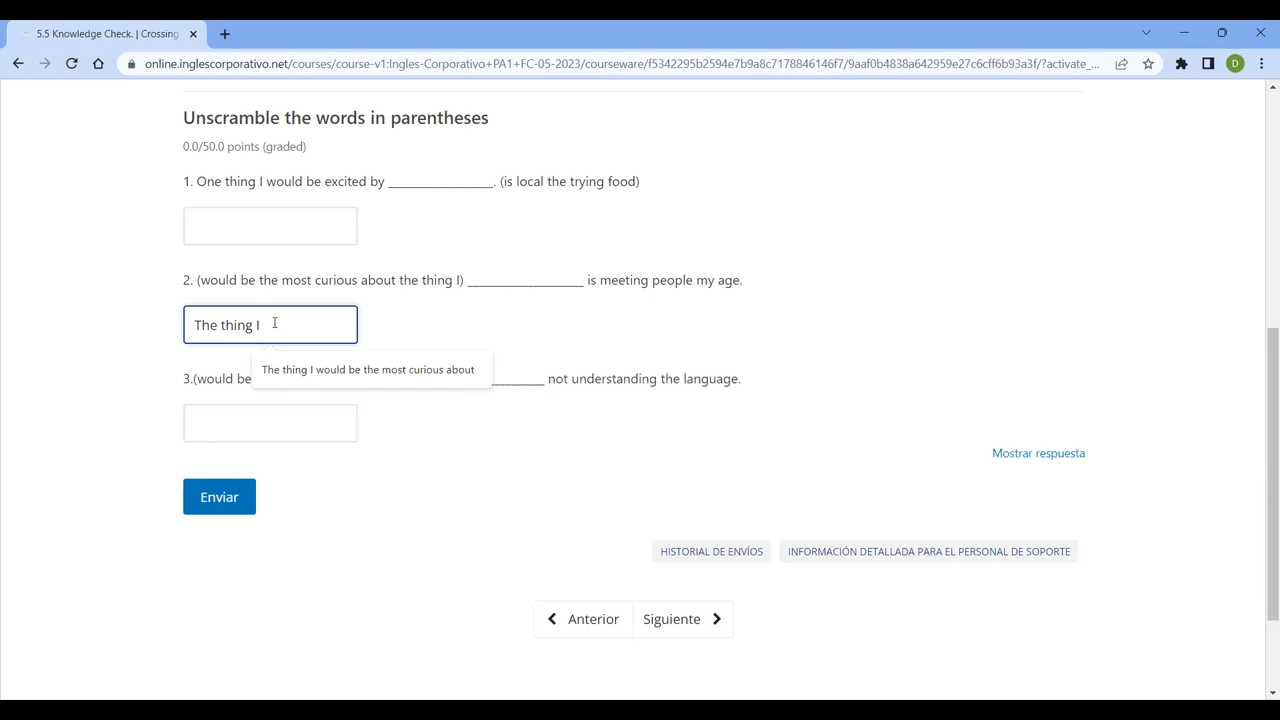 5.5 Knowledge Check. | Crossing
online.inglescorporativo.net/courses/course-v1:Ingles-Corporativo+PA1+FC-05-2023/courseware/f5342295b2594e7b9a8c7178846146f7/9aaf0b4838a642959e27c6cff6b93a3f/?activate_...
D
Unscramble the words in parentheses
0.0/50.0 points (graded)
1. One thing I would be excited by __________________. (is local the trying food)
2. (would be the most curious about the thing I) ___________________ is meeting people my age.
The thing I
The thing I would be the most curious about
3.(would be ________ not understanding the language.
Mostrar respuesta
Enviar
HISTORIAL DE ENVÍOS
INFORMACIÓN DETALLADA PARA EL PERSONAL DE SOPORTE
Anterior
Siguiente